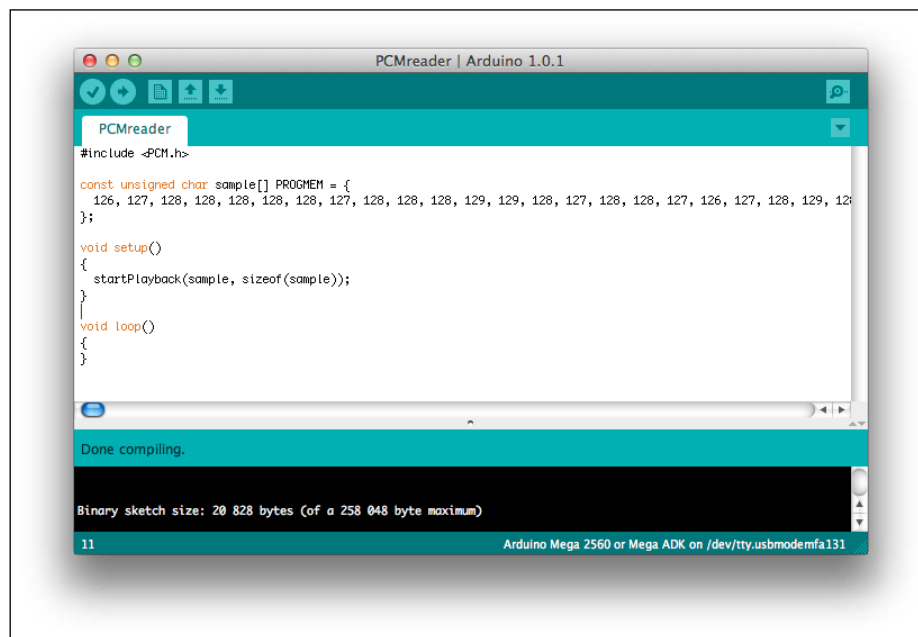 PCMreader | Arduino 1.0.1
PCMreader
#include <PCM.h>
const unsigned char sample[] PROGMEM = {
126, 127, 128, 128, 128, 128, 128, 127, 128, 128, 128, 129, 129, 128, 127, 128, 128, 127, 126, 127, 128, 129, 128
};
void setup()
{
startPlayback(sample, sizeof(sample));
}
void loop()
{
}
Done compiling.
Binary sketch size: 20 828 bytes (of a 258 048 byte maximum)
11 Arduino Mega 2560 or Mega ADK on /dev/tty.usbmodemfa131